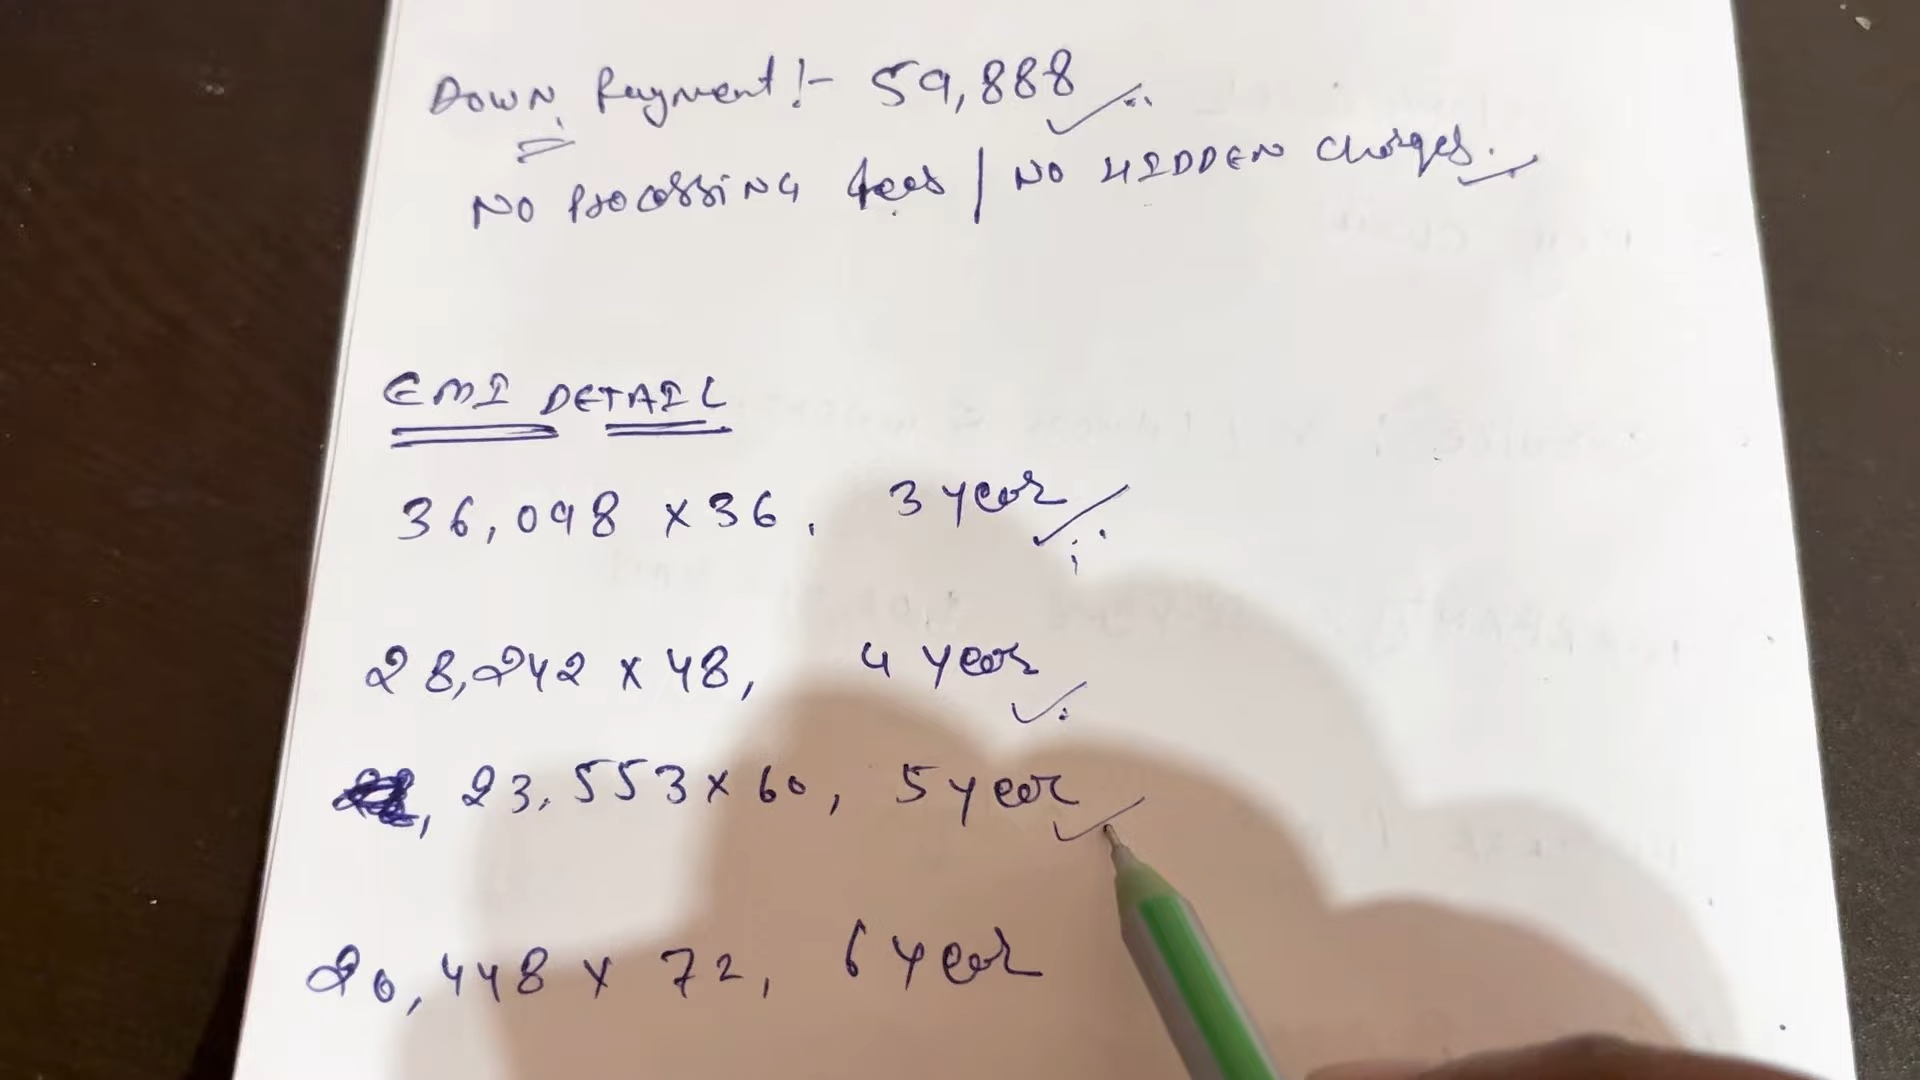 Down Payment :- 59,888
NO Processing fees / NO HIDDEN Charges.
EMI DETAIL
36,098 x 36, 3 year
28,242 x 48, 4 year
, 23,553 x 60, 5 year
20,448 x 72, 6 year